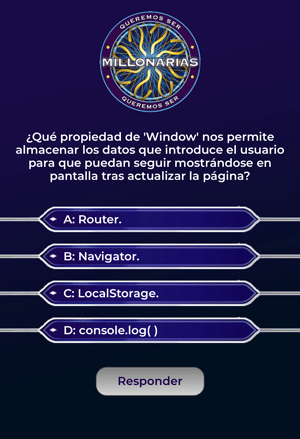 QUEREMOS SER
MILLONARIAS
QUEREMOS SER
¿Qué propiedad de 'Window' nos permite
almacenar los datos que introduce el usuario
para que puedan seguir mostrándose en
pantalla tras actualizar la página?
A: Router.
B: Navigator.
C: LocalStorage.
D: console.log( )
Responder